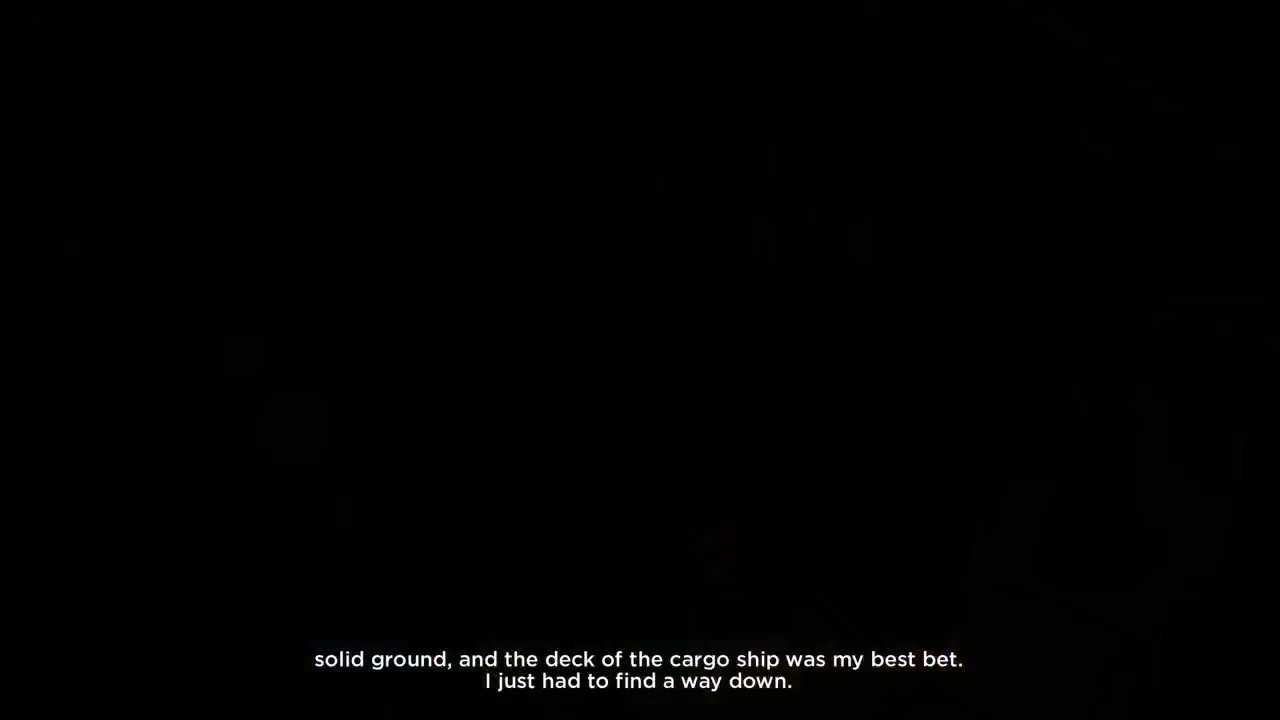 solid ground, and the deck of the cargo ship was my best bet.
I just had to find a way down.